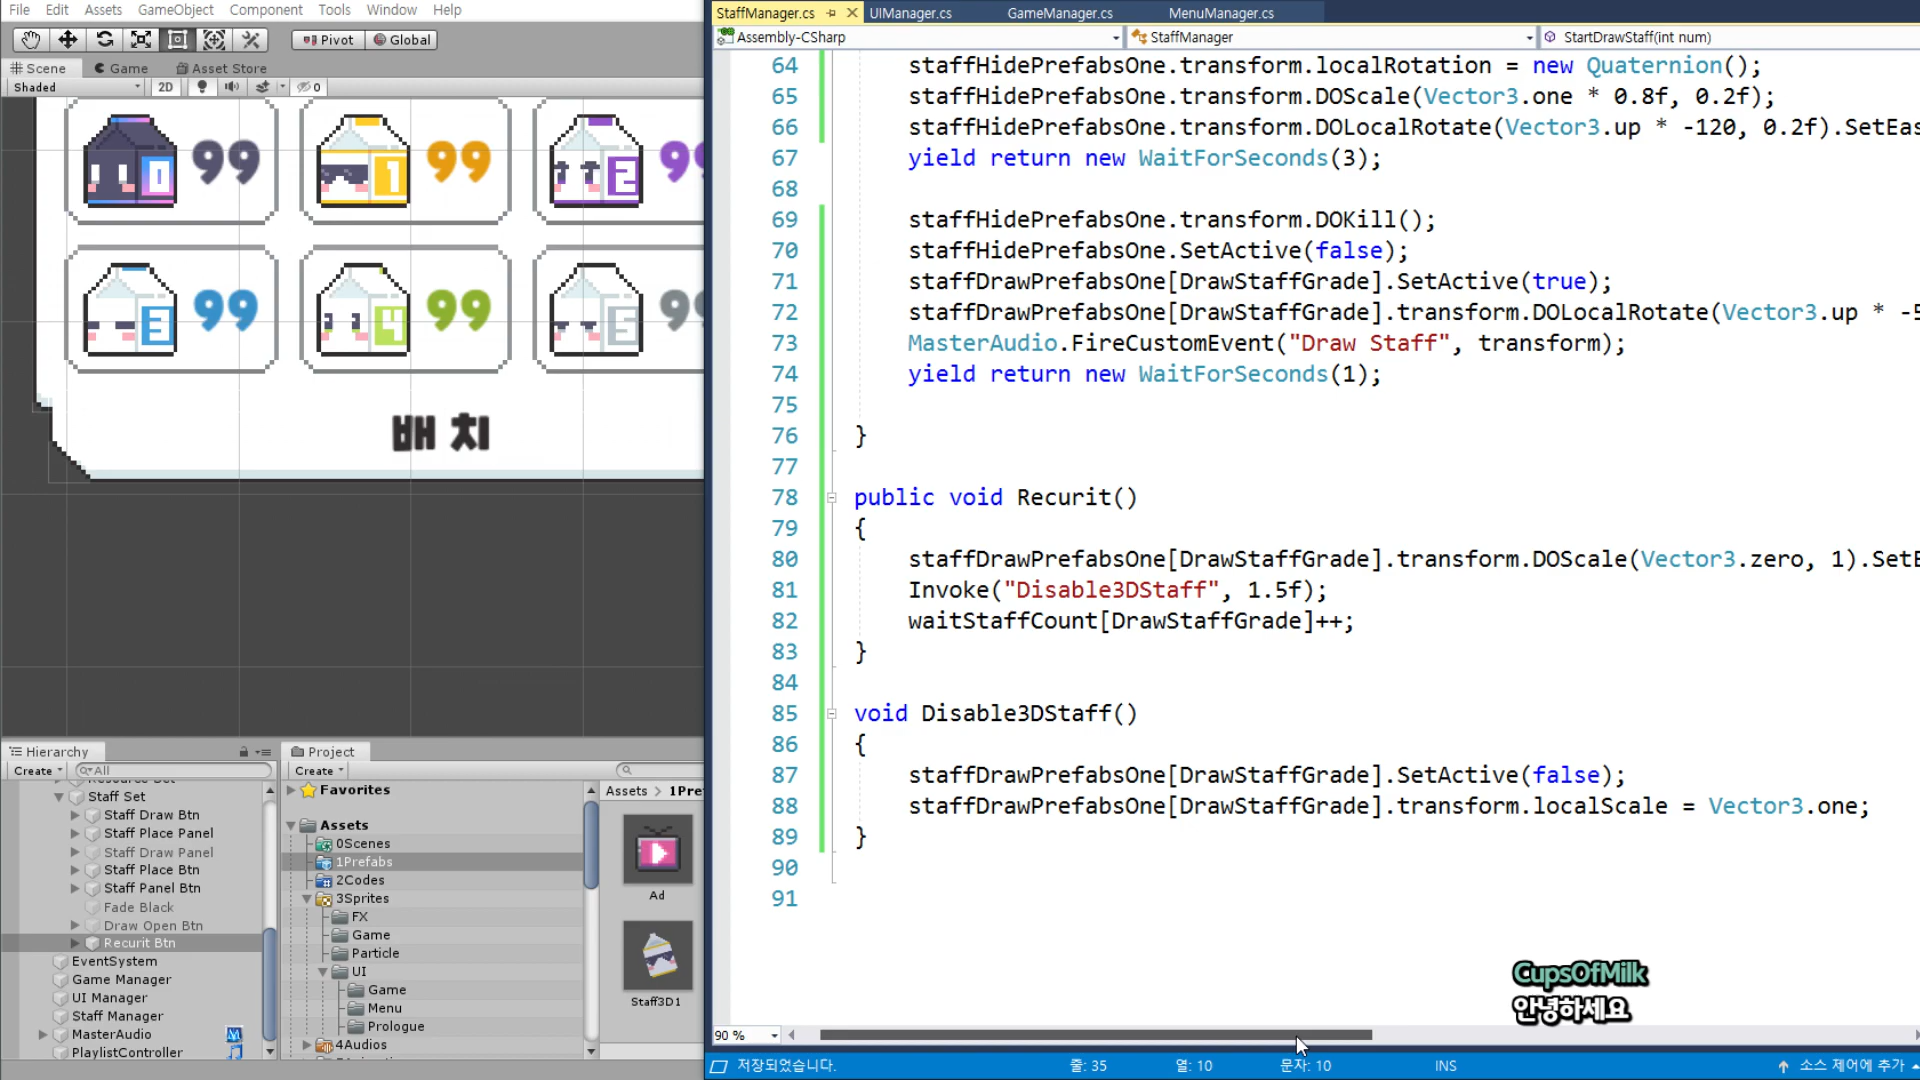 File Edit Assets GameObject Component Tools Window Help
Pivot Global
Scene Game Asset Store
Shaded 2D 0
0 99 1 99 2 99
3 99 4 99 5 99
배 치
Hierarchy
Create All
Staff Set
Staff Draw Btn
Staff Place Panel
Staff Draw Panel
Staff Place Btn
Staff Panel Btn
Fade Black
Draw Open Btn
Recurit Btn
EventSystem
Game Manager
UI Manager
Staff Manager
MasterAudio
PlaylistController
Project
Create
Favorites
Assets
0Scenes
1Prefabs
2Codes
3Sprites
FX
Game
Particle
UI
Game
Menu
Prologue
4Audios
Assets > 1Pre
Ad
Staff3D1
StaffManager.cs UIManager.cs GameManager.cs MenuManager.cs
Assembly-CSharp StaffManager StartDrawStaff(int num)
64 staffHidePrefabsOne.transform.localRotation = new Quaternion();
65 staffHidePrefabsOne.transform.DOScale(Vector3.one * 0.8f, 0.2f);
66 staffHidePrefabsOne.transform.DOLocalRotate(Vector3.up * -120, 0.2f).SetEas
67 yield return new WaitForSeconds(3);
68
69 staffHidePrefabsOne.transform.DOKill();
70 staffHidePrefabsOne.SetActive(false);
71 staffDrawPrefabsOne[DrawStaffGrade].SetActive(true);
72 staffDrawPrefabsOne[DrawStaffGrade].transform.DOLocalRotate(Vector3.up * -5
73 MasterAudio.FireCustomEvent("Draw Staff", transform);
74 yield return new WaitForSeconds(1);
75
76 }
77
78 public void Recurit()
79 {
80 staffDrawPrefabsOne[DrawStaffGrade].transform.DOScale(Vector3.zero, 1).SetE
81 Invoke("Disable3DStaff", 1.5f);
82 waitStaffCount[DrawStaffGrade]++;
83 }
84
85 void Disable3DStaff()
86 {
87 staffDrawPrefabsOne[DrawStaffGrade].SetActive(false);
88 staffDrawPrefabsOne[DrawStaffGrade].transform.localScale = Vector3.one;
89 }
90
91
CupsOfMilk
안녕하세요
90 %
저장되었습니다. 줄: 35 열: 10 문자: 10 INS 소스 제어에 추가